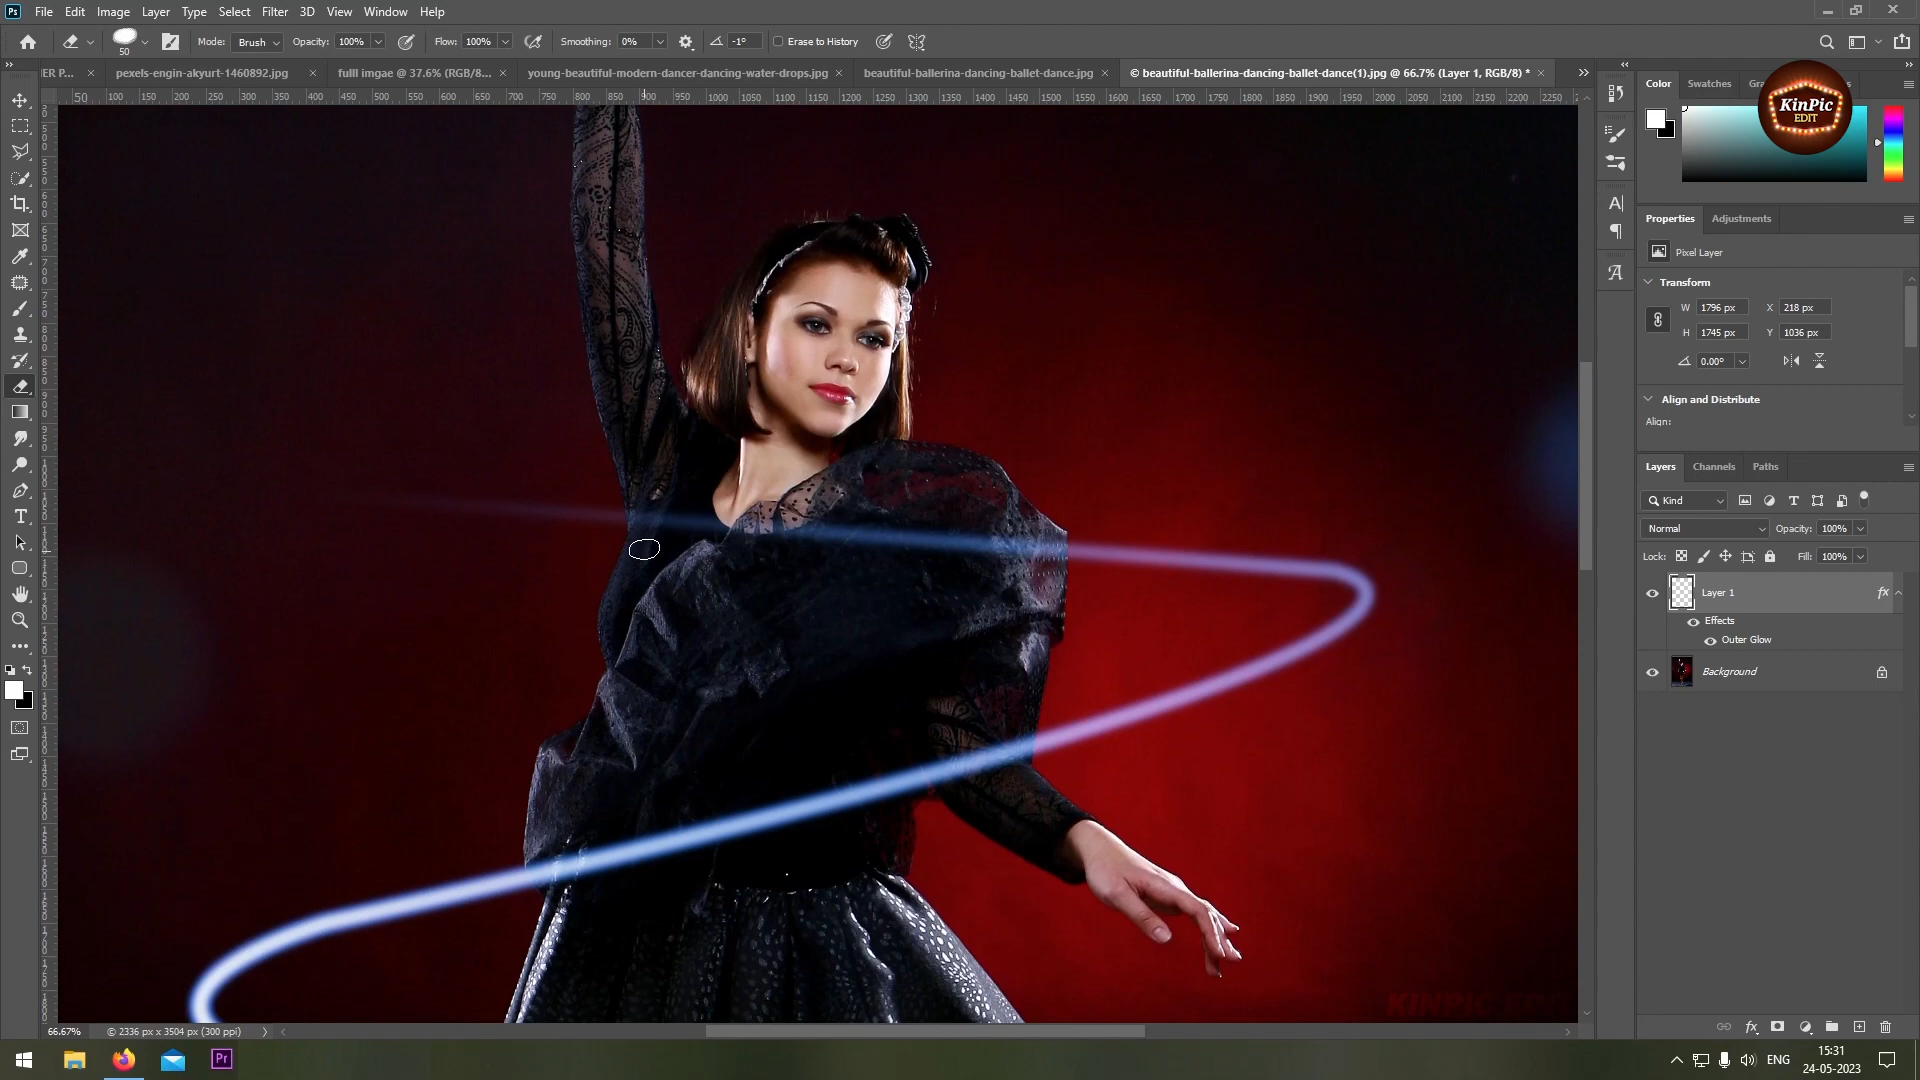 Ps File Edit Image Layer Type Select Filter 3D View Window Help
50 Mode: Brush Opacity: 100% Flow: 100% Smoothing: 0% -1° Erase to History
ER P... × pexels-engin-akyurt-1460892.jpg × fulll imgae @ 37.6% (RGB/8... × young-beautiful-modern-dancer-dancing-water-drops.jpg × beautiful-ballerina-dancing-ballet-dance.jpg × © beautiful-ballerina-dancing-ballet-dance(1).jpg @ 66.7% (Layer 1, RGB/8) * ×
50 100 150 200 250 300 350 400 450 500 550 600 650 700 750 800 850 900 950 1000 1050 1100 1150 1200 1250 1300 1350 1400 1450 1500 1550 1600 1650 1700 1750 1800 1850 1900 1950 2000 2050 2100 2150 2200 2250
Color Swatches
KinPic
EDIT
Properties Adjustments
Pixel Layer
Transform
W 1796 px X 218 px
H 1745 px Y 1036 px
0.00°
Align and Distribute
Align:
Layers Channels Paths
Kind
Normal Opacity: 100%
Lock: Fill: 100%
Layer 1 fx
Effects
Outer Glow
Background
66.67% © 2336 px x 3504 px (300 ppi)
fx
Pr
ENG
15:31
24-05-2023